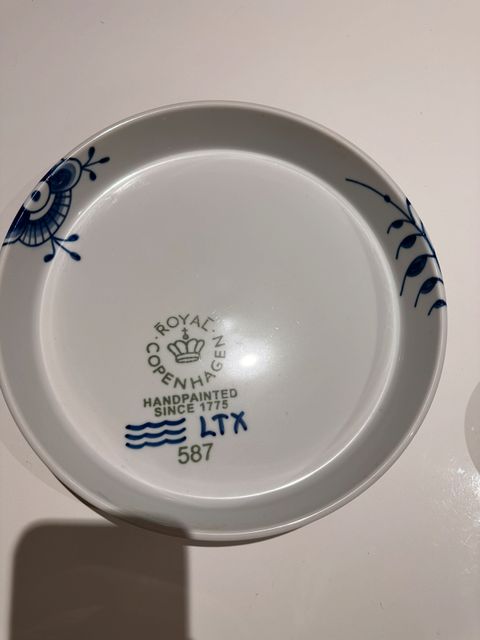 ROYAL
COPENHAGEN
HANDPAINTED
SINCE 1775
LTX
587